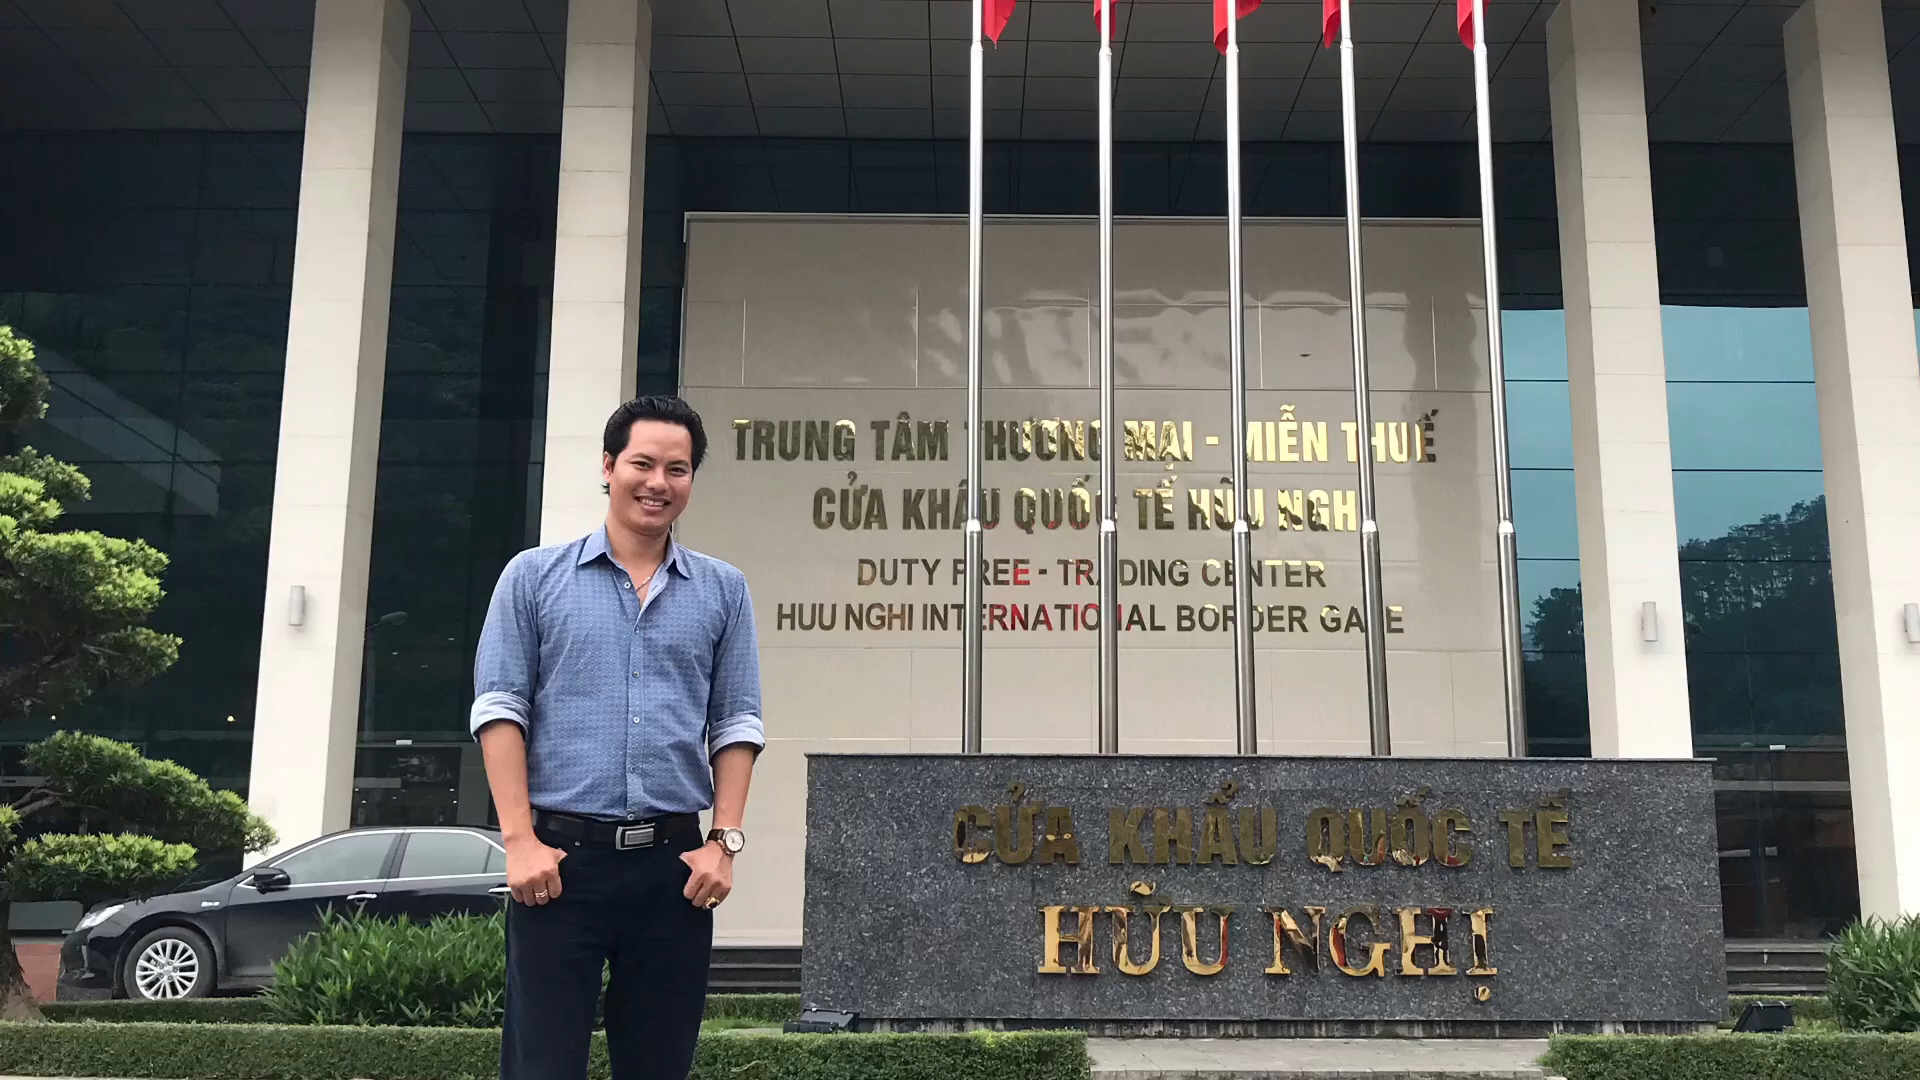 TRUNG TÂM THƯƠNG MẠI - MIỄN THUẾ
CỬA KHẨU QUỐC TẾ HỮU NGHỊ
DUTY FREE - TRADING CENTER
HUU NGHI INTERNATIONAL BORDER GATE
CỬA KHẨU QUỐC TẾ
HỮU NGHỊ